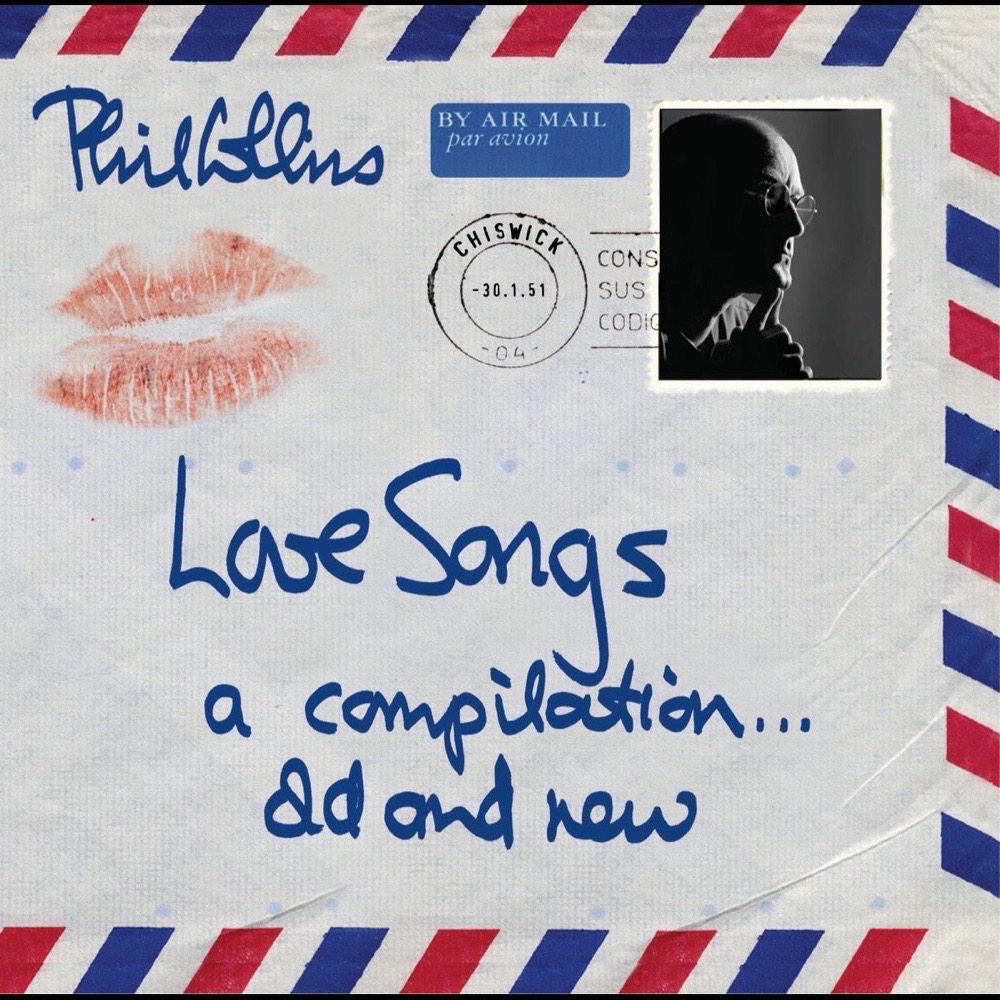 Phil Collins
BY AIR MAIL
par avion
CHISWICK
-30.1.51
-04-
CONS
SUS
CODIG
Love Songs
a compilation...
Old and new